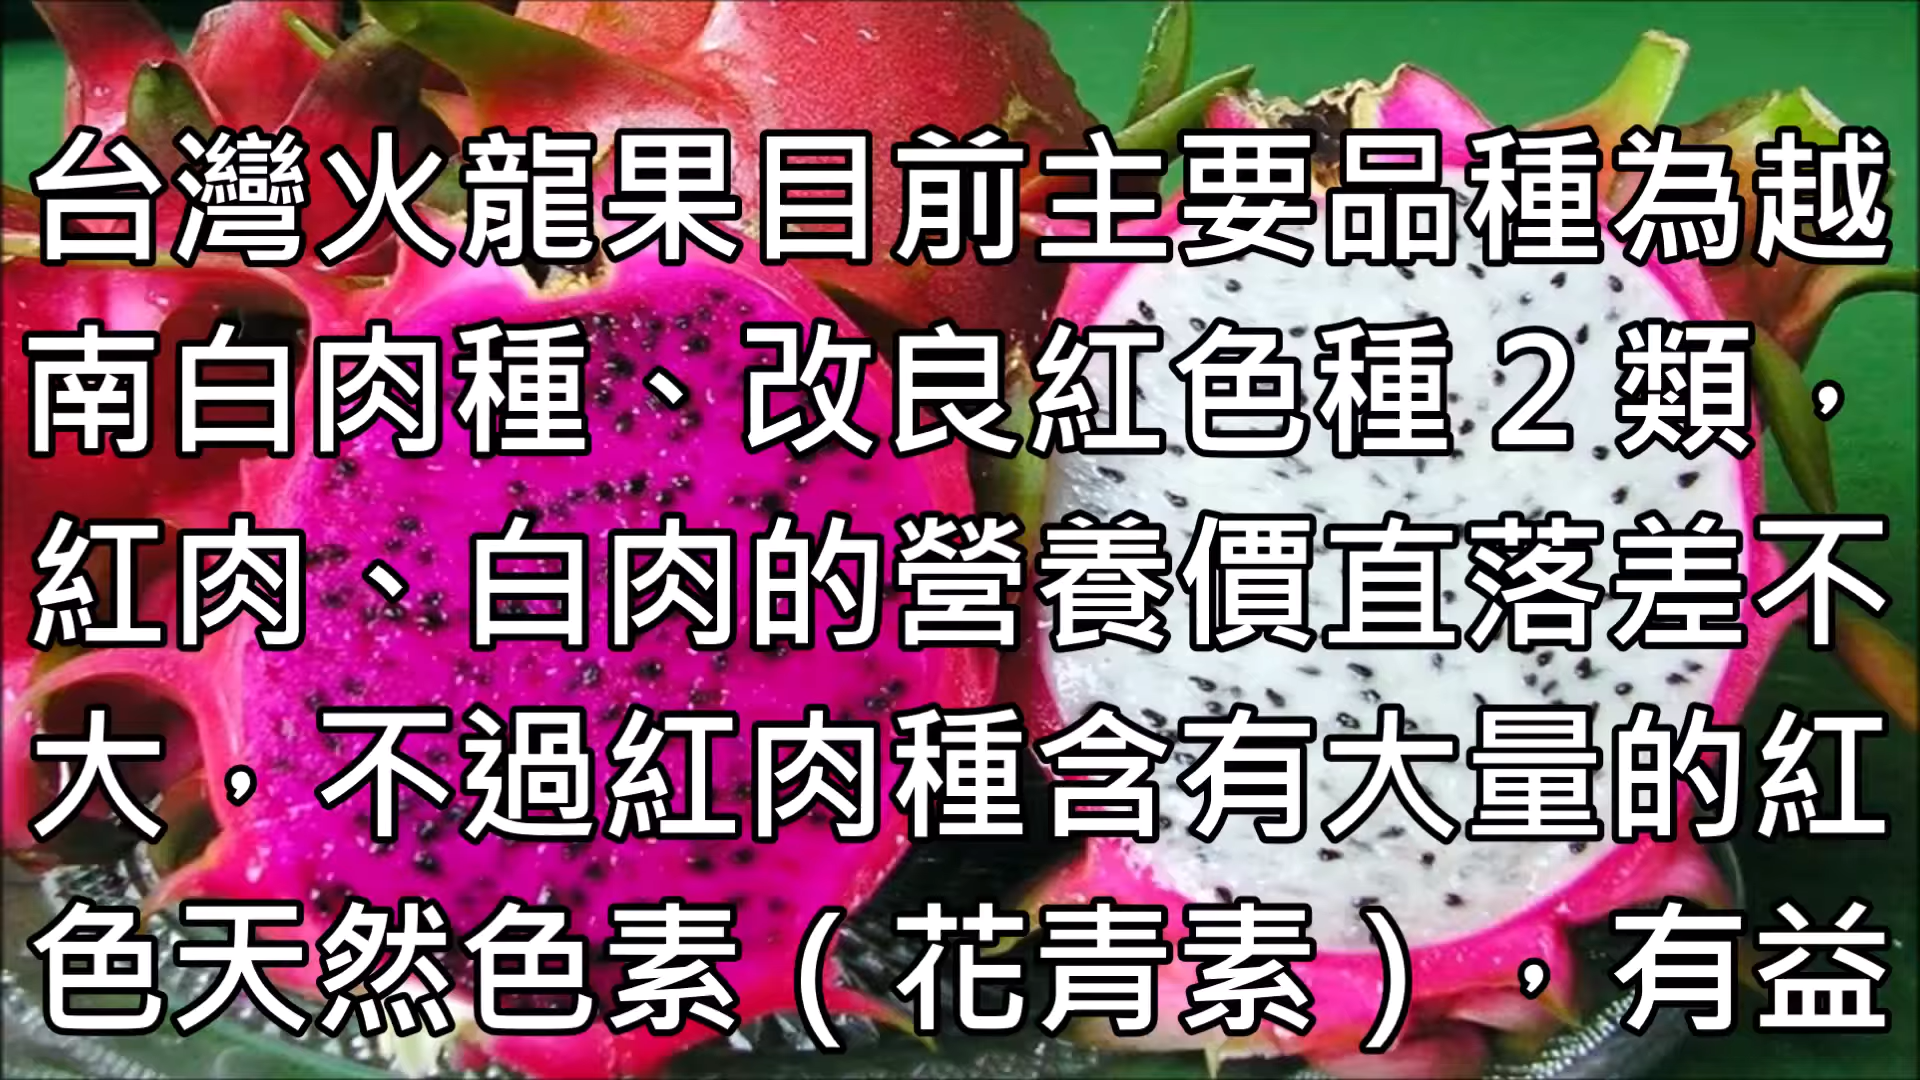 台灣火龍果目前主要品種為越
南白肉種、改良紅色種2類，
紅肉、白肉的營養價直落差不
大，不過紅肉種含有大量的紅
色天然色素(花青素)，有益